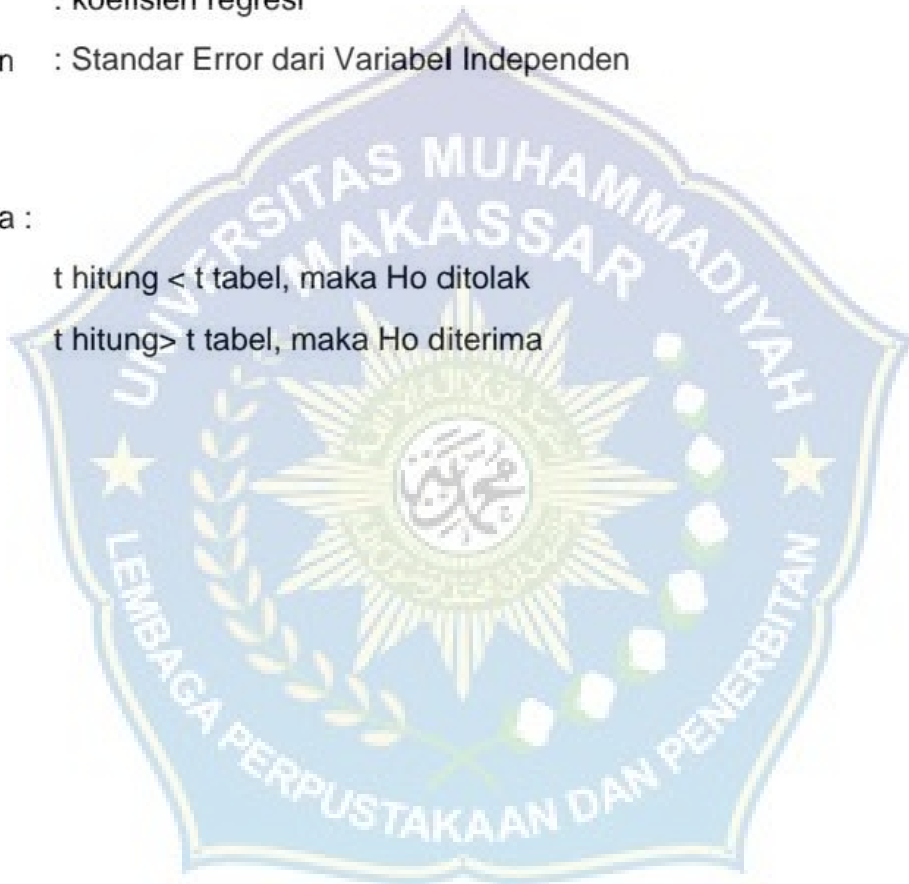 : koefisien regresi
n : Standar Error dari Variabel Independen
a :
t hitung < t tabel, maka Ho ditolak
t hitung> t tabel, maka Ho diterima
UNIVERSITAS MUHAMMADIYAH
MAKASSAR
LEMBAGA PERPUSTAKAAN DAN PENERBITAN